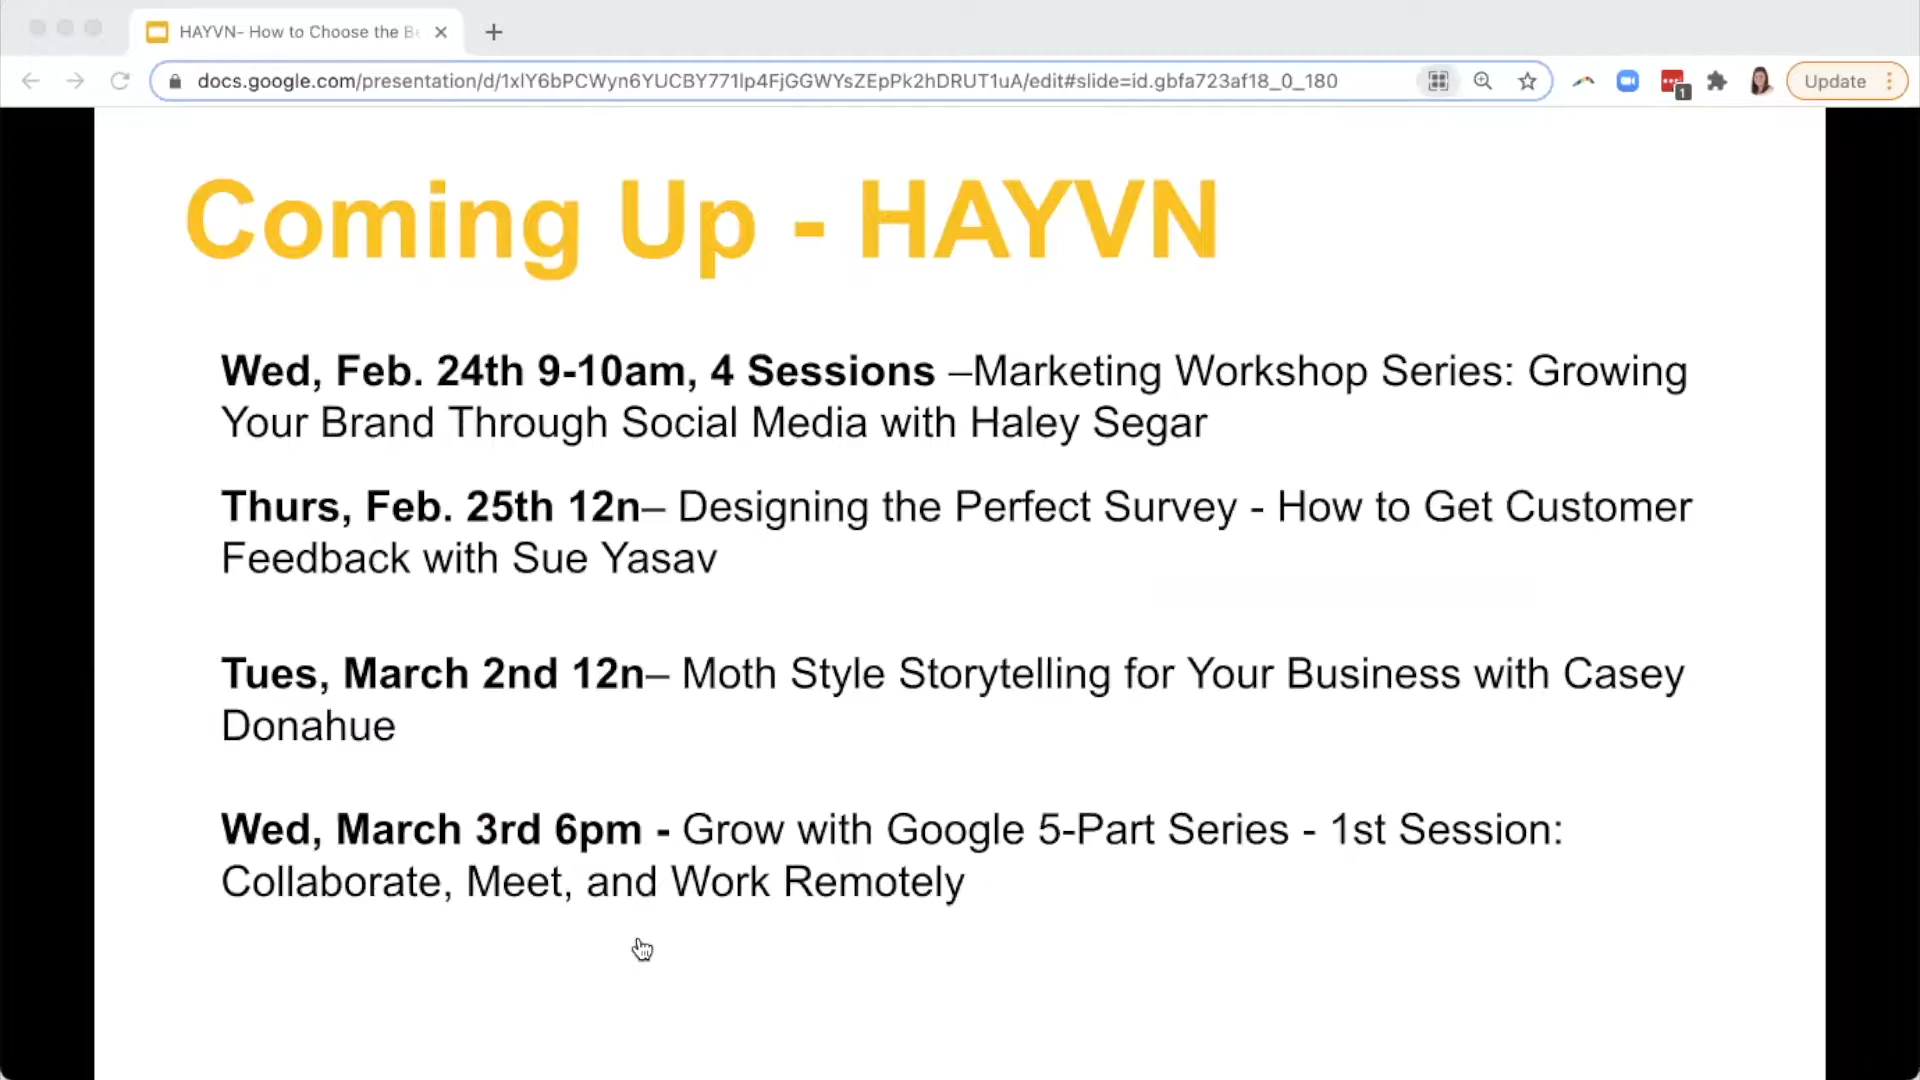 HAYVN- How to Choose the Be
docs.google.com/presentation/d/1xlY6bPCWyn6YUCBY771lp4FjGGWYsZEpPk2hDRUT1uA/edit#slide=id.gbfa723af18_0_180
1
Update
Coming Up - HAYVN
Wed, Feb. 24th 9-10am, 4 Sessions –Marketing Workshop Series: Growing
Your Brand Through Social Media with Haley Segar
Thurs, Feb. 25th 12n– Designing the Perfect Survey - How to Get Customer
Feedback with Sue Yasav
Tues, March 2nd 12n– Moth Style Storytelling for Your Business with Casey
Donahue
Wed, March 3rd 6pm - Grow with Google 5-Part Series - 1st Session:
Collaborate, Meet, and Work Remotely